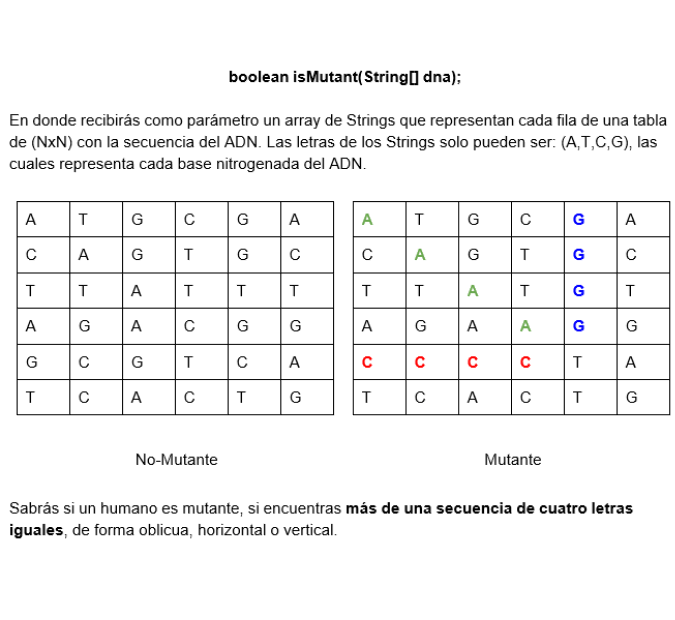 boolean isMutant(String[] dna);
En donde recibirás como parámetro un array de Strings que representan cada fila de una tabla
de (NxN) con la secuencia del ADN. Las letras de los Strings solo pueden ser: (A,T,C,G), las
cuales representa cada base nitrogenada del ADN.
A T G C G A A T G C G A
C A G T G C C A G T G C
T T A T T T T T A T G T
A G A C G G A G A A G G
G C G T C A C C C C T A
T C A C T G T C A C T G
No-Mutante Mutante
Sabrás si un humano es mutante, si encuentras más de una secuencia de cuatro letras
iguales, de forma oblicua, horizontal o vertical.